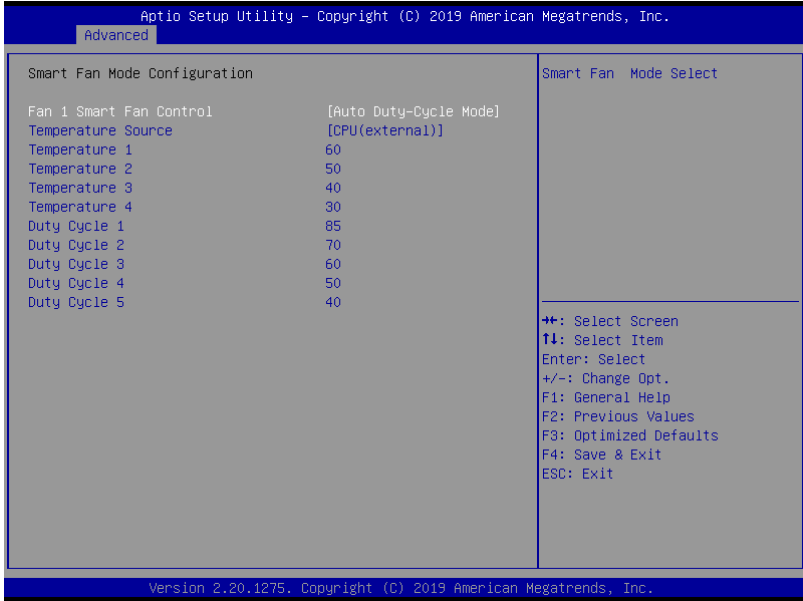 Aptio Setup Utility – Copyright (C) 2019 American Megatrends, Inc.
Advanced
Smart Fan Mode Configuration
Fan 1 Smart Fan Control [Auto Duty-Cycle Mode]
Temperature Source [CPU(external)]
Temperature 1 60
Temperature 2 50
Temperature 3 40
Temperature 4 30
Duty Cycle 1 85
Duty Cycle 2 70
Duty Cycle 3 60
Duty Cycle 4 50
Duty Cycle 5 40
Smart Fan Mode Select
→←: Select Screen
↑↓: Select Item
Enter: Select
+/-: Change Opt.
F1: General Help
F2: Previous Values
F3: Optimized Defaults
F4: Save & Exit
ESC: Exit
Version 2.20.1275. Copyright (C) 2019 American Megatrends, Inc.